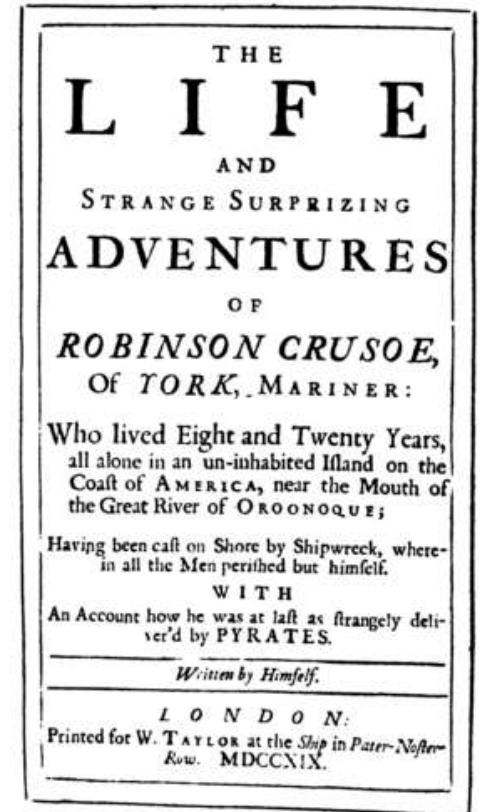 THE
LIFE
AND
STRANGE SURPRIZING
ADVENTURES
OF
ROBINSON CRUSOE,
Of YORK, MARINER:
Who lived Eight and Twenty Years,
all alone in an un-inhabited Iſland on the
Coaſt of AMERICA, near the Mouth of
the Great River of OROONOQUE;
Having been caſt on Shore by Shipwreck, where-
in all the Men periſhed but himſelf.
WITH
An Account how he was at laſt as ſtrangely deli-
ver'd by PYRATES.
Written by Himſelf.
LONDON:
Printed for W. TAYLOR at the Ship in Pater-Noſter-
Row. MDCCXIX.